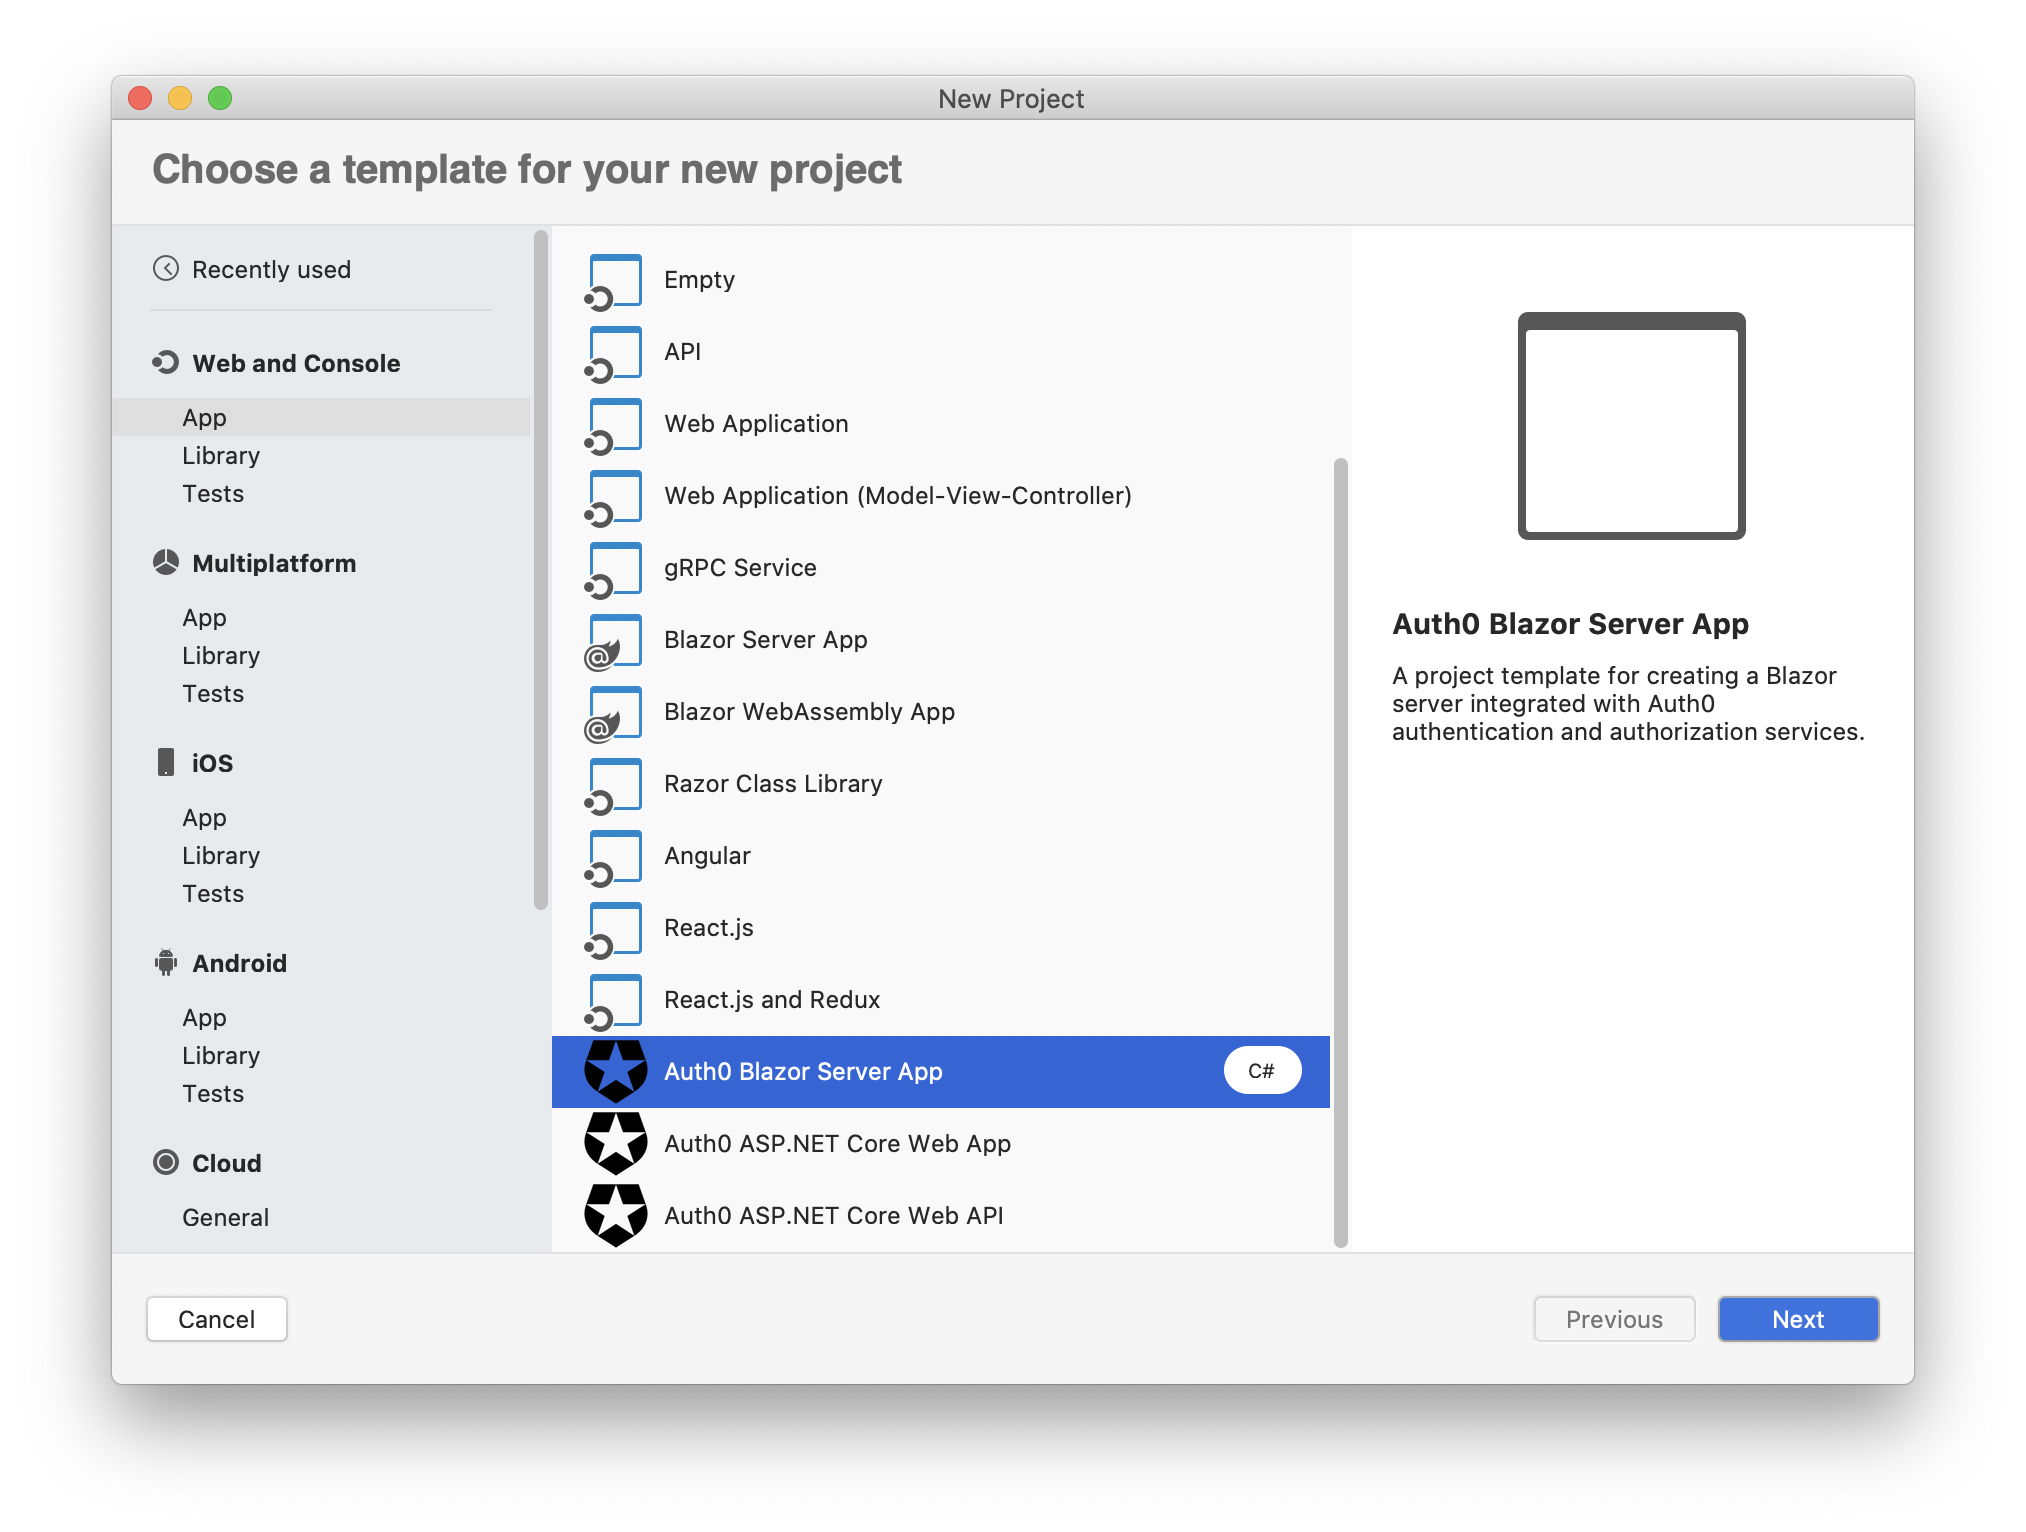 New Project
Choose a template for your new project
Recently used
Web and Console
App
Library
Tests
Multiplatform
App
Library
Tests
iOS
App
Library
Tests
Android
App
Library
Tests
Cloud
General
Empty
API
Web Application
Web Application (Model-View-Controller)
gRPC Service
Blazor Server App
Blazor WebAssembly App
Razor Class Library
Angular
React.js
React.js and Redux
Auth0 Blazor Server App
C#
Auth0 ASP.NET Core Web App
Auth0 ASP.NET Core Web API
Auth0 Blazor Server App
A project template for creating a Blazor
server integrated with Auth0
authentication and authorization services.
Cancel
Previous
Next